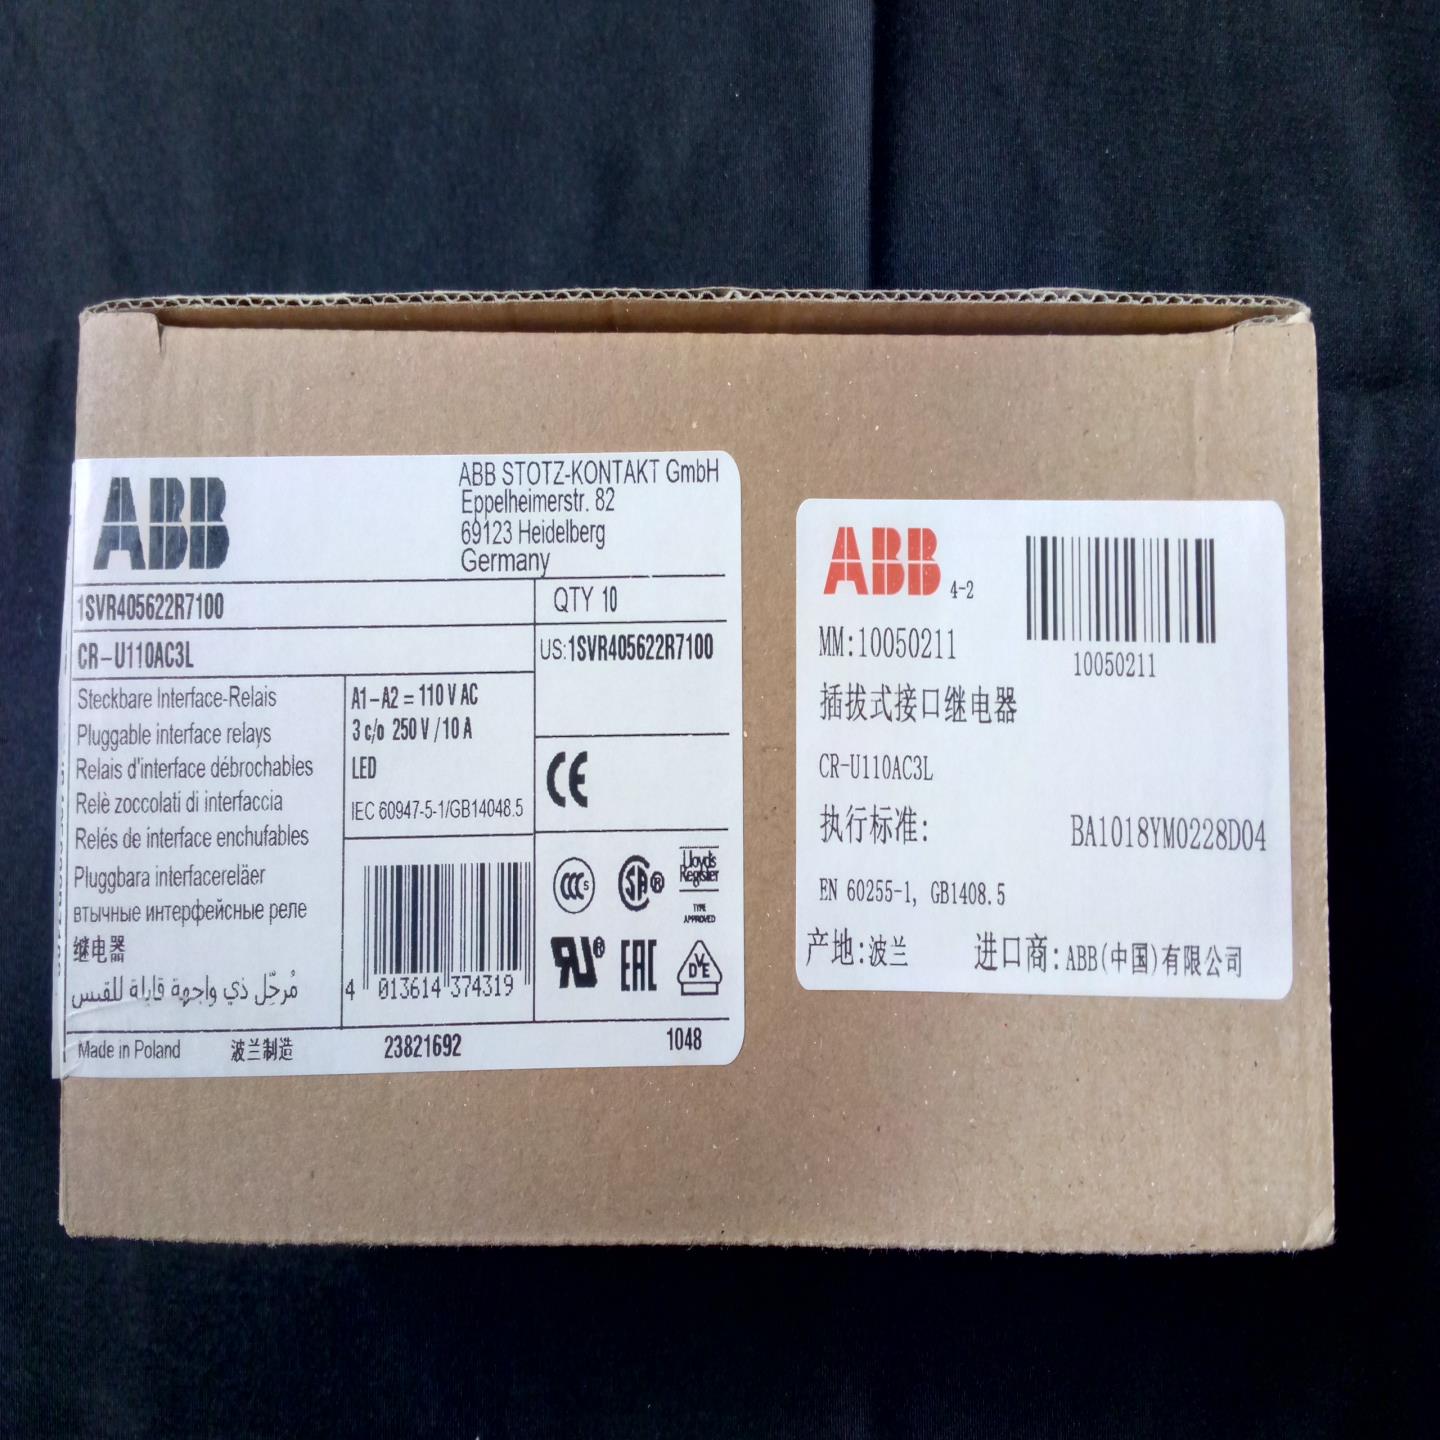 ABB
ABB STOTZ-KONTAKT GmbH
Eppelheimerstr. 82
69123 Heidelberg
Germany
1SVR405622R7100
QTY 10
CR-U110AC3L
US:1SVR405622R7100
Steckbare Interface-Relais
Pluggable interface relays
Relais d'interface débrochables
Relè zoccolati di interfaccia
Relés de interface enchufables
Pluggbara interfacereläer
втычные интерфейсные реле
继电器
مُرحّل ذي واجهة قابلة للقبس
A1-A2 = 110 V AC
3 c/o 250 V / 10 A
LED
IEC 60947-5-1/GB14048.5
4 013614 374319
CE
CCC S
SA ®
Lloyd's
Register
TYPE
APPROVED
RU ®
EAC
DVE
Made in Poland
波兰制造
23821692
1048
ABB 4-2
10050211
MM:10050211
插拔式接口继电器
CR-U110AC3L
执行标准:
BA1018YM0228D04
EN 60255-1, GB1408.5
产地:波兰
进口商:ABB(中国)有限公司